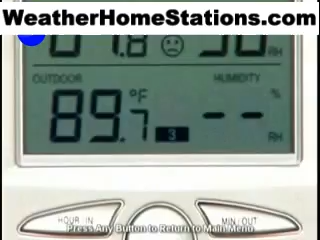 WeatherHomeStations.com
RH
OUTDOOR HUMIDITY
89.7 °F -- %
3 RH
HOUR / IN MIN / OUT
Press Any Button to Return to Main Menu